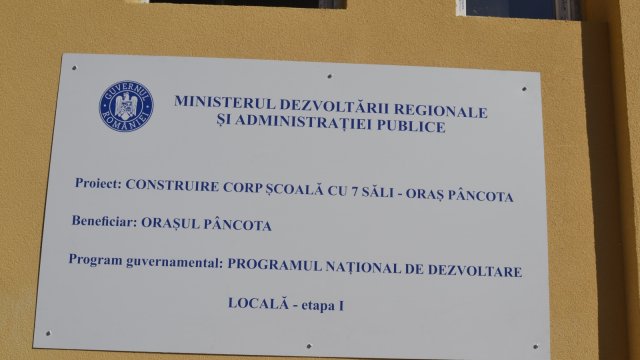 GUVERNUL ROMÂNIEI
MINISTERUL DEZVOLTĂRII REGIONALE
ȘI ADMINISTRAȚIEI PUBLICE
Proiect: CONSTRUIRE CORP ȘCOALĂ CU 7 SĂLI - ORAȘ PÂNCOTA
Beneficiar: ORAȘUL PÂNCOTA
Program guvernamental: PROGRAMUL NAȚIONAL DE DEZVOLTARE
LOCALĂ - etapa I